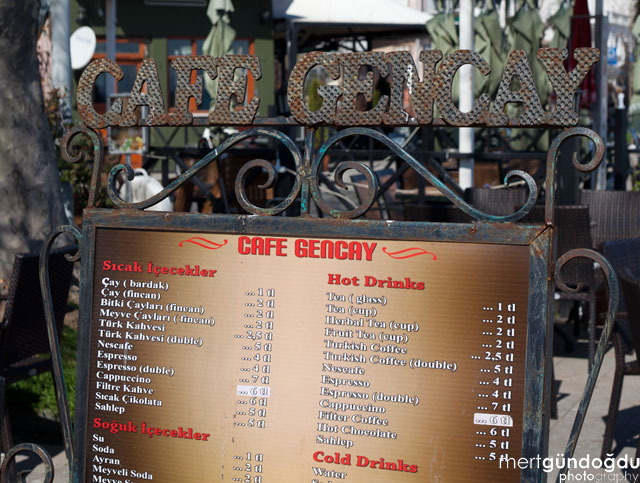 CAFE GENCAY
CAFE GENCAY
Sıcak İçecekler
Çay ( bardak) ... 1 tl
Çay (fincan) ... 2 tl
Bitki Çayları (fincan) ... 2 tl
Meyve Çayları ( fincan) ... 2 tl
Türk Kahvesi ... 2,5 tl
Türk Kahvesi (duble) ... 5 tl
Nescafe ... 4 tl
Espresso ... 4 tl
Espresso (duble) ... 7 tl
Cappuccino ... 6 tl
Filtre Kahve ... 6 tl
Sıcak Çikolata ... 5 tl
Sahlep ... 5 tl
Soğuk İçecekler
Su ... 1 tl
Soda ... 2 tl
Ayran ... 2 tl
Meyveli Soda
Hot Drinks
Tea ( glass) ... 1 tl
Tea (cup) ... 2 tl
Herbal Tea (cup) ... 2 tl
Fruit Tea (cup) ... 2 tl
Turkish Coffee ... 2,5 tl
Turkish Coffee (double) ... 5 tl
Nescafe ... 4 tl
Espresso ... 4 tl
Espresso (double) ... 7 tl
Cappuccino ... 6 tl
Filter Coffee ... 6 tl
Hot Chocolate ... 5 tl
Sahlep ... 5 tl
Cold Drinks
Water
mertgündoğdu
photography